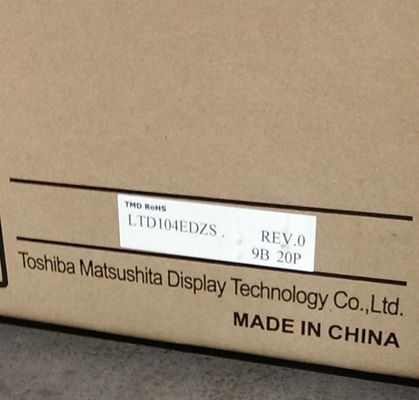 TMD RoHS
LTD104EDZS .
REV.0
9B 20P
Toshiba Matsushita Display Technology Co.,Ltd.
MADE IN CHINA